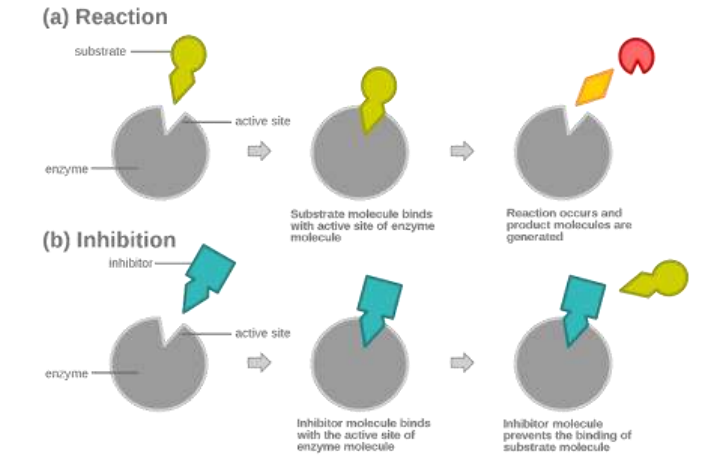 (a) Reaction
substrate
active site
enzyme
Substrate molecule binds
with active site of enzyme
molecule
Reaction occurs and
product molecules are
generated
(b) Inhibition
inhibitor
active site
enzyme
Inhibitor molecule binds
with the active site of
enzyme molecule
Inhibitor molecule
prevents the binding of
substrate molecule